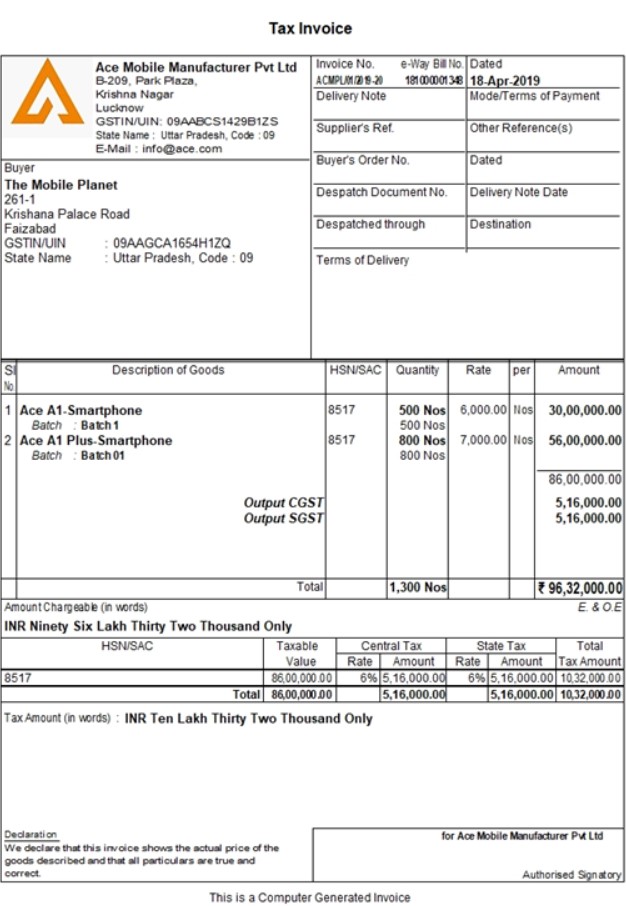 Tax Invoice
Ace Mobile Manufacturer Pvt Ltd
B-209, Park Plaza,
Krishna Nagar
Lucknow
GSTIN/UIN: 09AABCS1429B1ZS
State Name : Uttar Pradesh, Code : 09
E-Mail : info@ace.com
Invoice No. e-Way Bill No. Dated
ACMPL/01/2019-20 181000001348 18-Apr-2019
Delivery Note Mode/Terms of Payment
Supplier's Ref. Other Reference(s)
Buyer
The Mobile Planet
261-1
Krishana Palace Road
Faizabad
GSTIN/UIN : 09AAGCA1654H1ZQ
State Name : Uttar Pradesh, Code : 09
Buyer's Order No. Dated
Despatch Document No. Delivery Note Date
Despatched through Destination
Terms of Delivery
Sl No. Description of Goods HSN/SAC Quantity Rate per Amount
1 Ace A1-Smartphone 8517 500 Nos 6,000.00 Nos 30,00,000.00
Batch : Batch 1 500 Nos
2 Ace A1 Plus-Smartphone 8517 800 Nos 7,000.00 Nos 56,00,000.00
Batch : Batch 01 800 Nos
86,00,000.00
Output CGST 5,16,000.00
Output SGST 5,16,000.00
Total 1,300 Nos ₹ 96,32,000.00
Amount Chargeable (in words) E. & O.E
INR Ninety Six Lakh Thirty Two Thousand Only
HSN/SAC Taxable Central Tax State Tax Total
Value Rate Amount Rate Amount Tax Amount
8517 86,00,000.00 6% 5,16,000.00 6% 5,16,000.00 10,32,000.00
Total 86,00,000.00 5,16,000.00 5,16,000.00 10,32,000.00
Tax Amount (in words) : INR Ten Lakh Thirty Two Thousand Only
Declaration
We declare that this invoice shows the actual price of the
goods described and that all particulars are true and
correct.
for Ace Mobile Manufacturer Pvt Ltd
Authorised Signatory
This is a Computer Generated Invoice